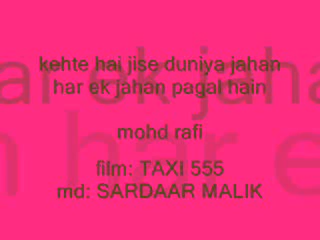 kehte hai jise duniya jahan
har ek jahan pagal hain
mohd rafi
film: TAXI 555
md: SARDAAR MALIK